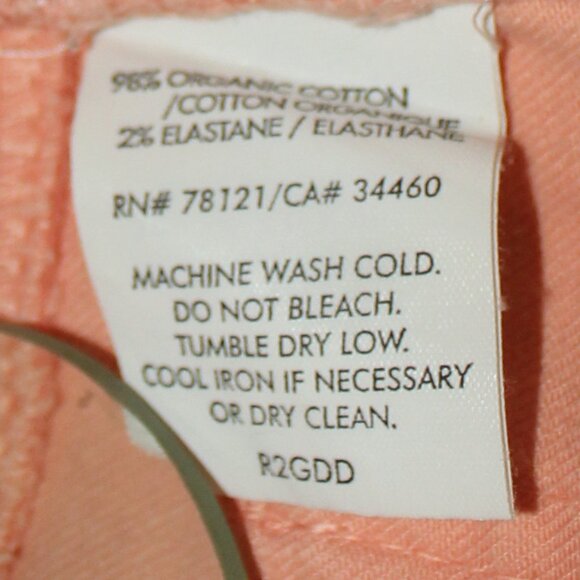 98% ORGANIC COTTON
/COTTON ORGANIQUE
2% ELASTANE / ELASTHANE
RN# 78121/CA# 34460
MACHINE WASH COLD.
DO NOT BLEACH.
TUMBLE DRY LOW.
COOL IRON IF NECESSARY
OR DRY CLEAN.
R2GDD